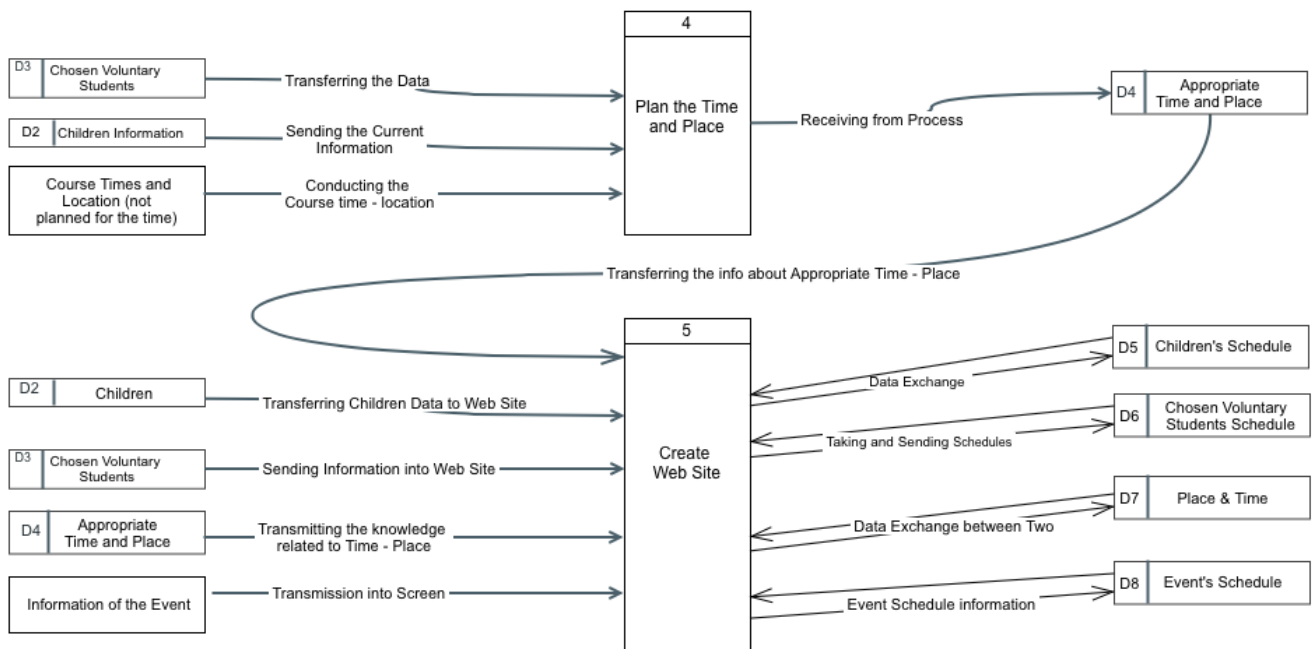 4
D3
Chosen Voluntary
Students
Transferring the Data
D2
Children Information
Sending the Current
Information
Course Times and
Location (not
planned for the time)
Conducting the
Course time - location
Plan the Time
and Place
Receiving from Process
D4
Appropriate
Time and Place
Transferring the info about Appropriate Time - Place
5
D2
Children
Transferring Children Data to Web Site
D3
Chosen Voluntary
Students
Sending Information into Web Site
D4
Appropriate
Time and Place
Transmitting the knowledge
related to Time - Place
Information of the Event
Transmission into Screen
Create
Web Site
Data Exchange
D5
Children's Schedule
Taking and Sending Schedules
D6
Chosen Voluntary
Students Schedule
Data Exchange between Two
D7
Place & Time
Event Schedule information
D8
Event's Schedule